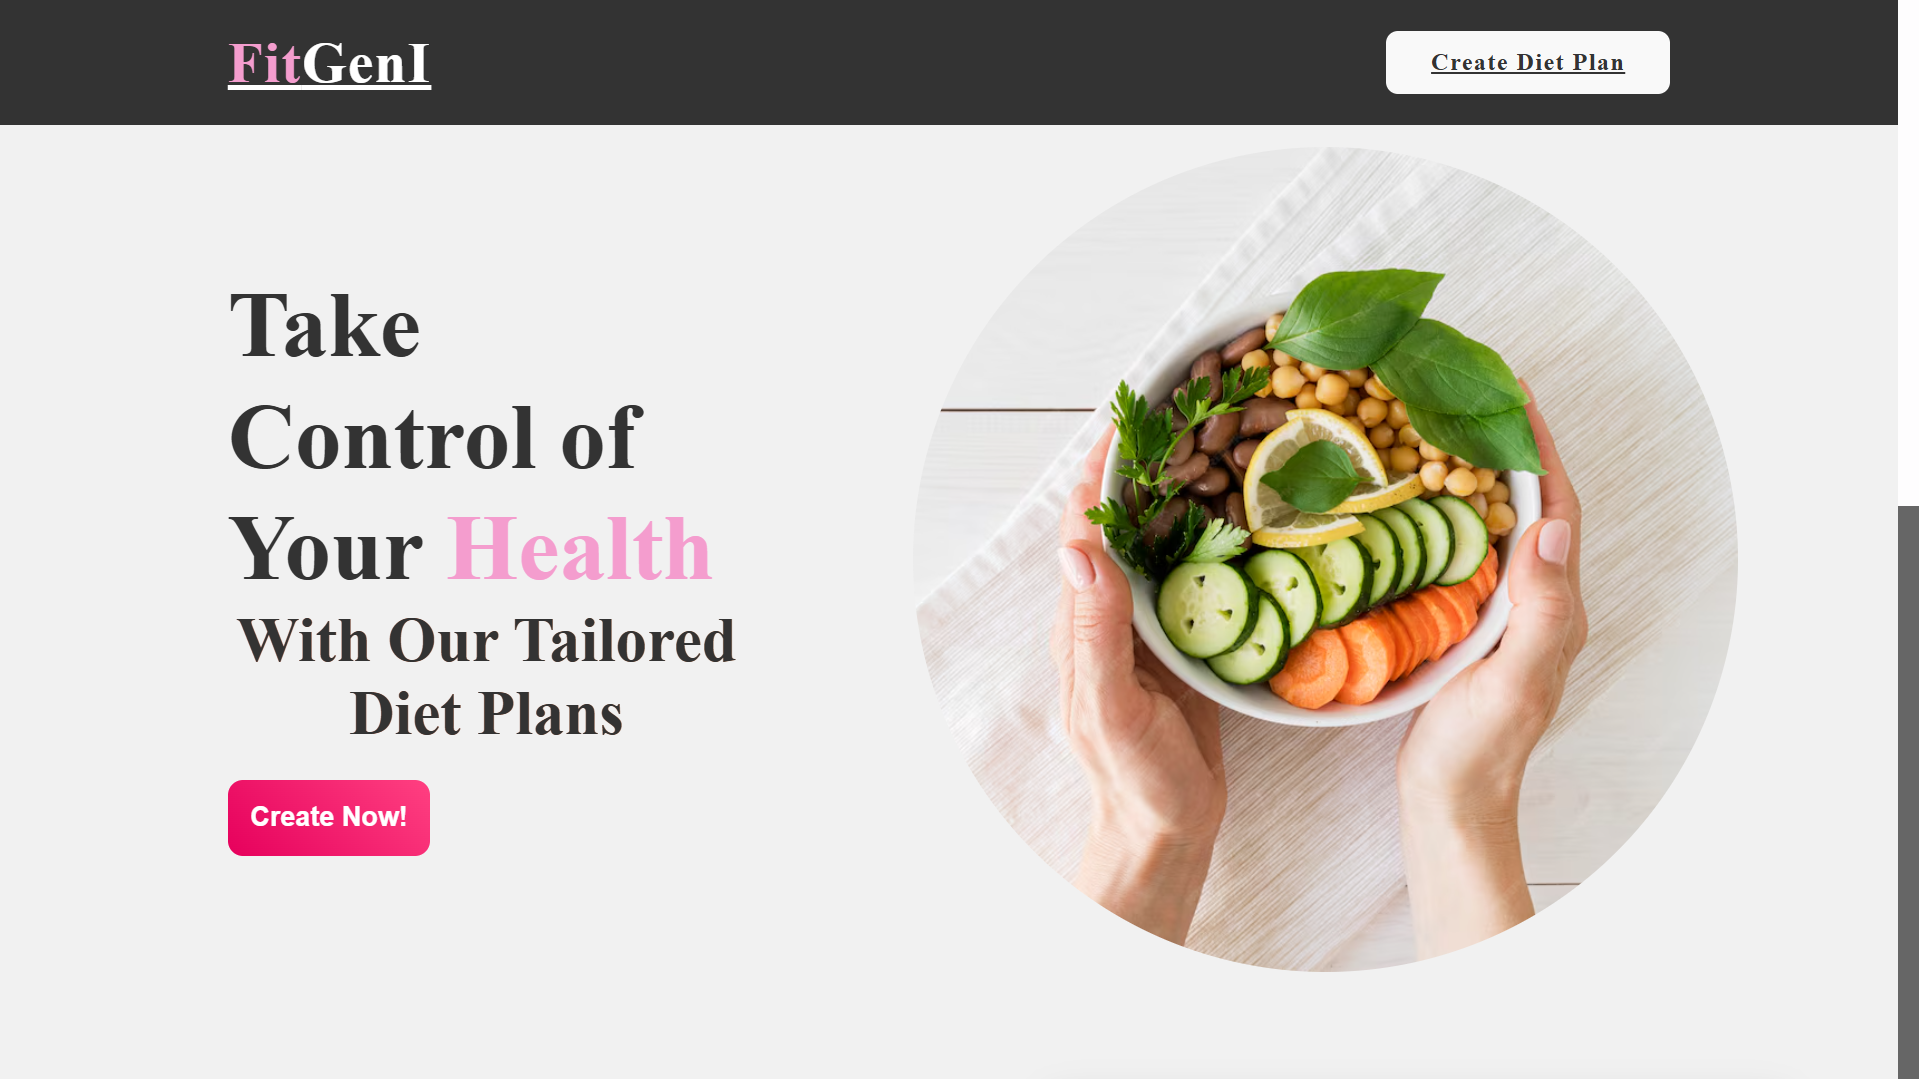 FitGenI
Create Diet Plan
Take
Control of
Your Health
With Our Tailored
Diet Plans
Create Now!